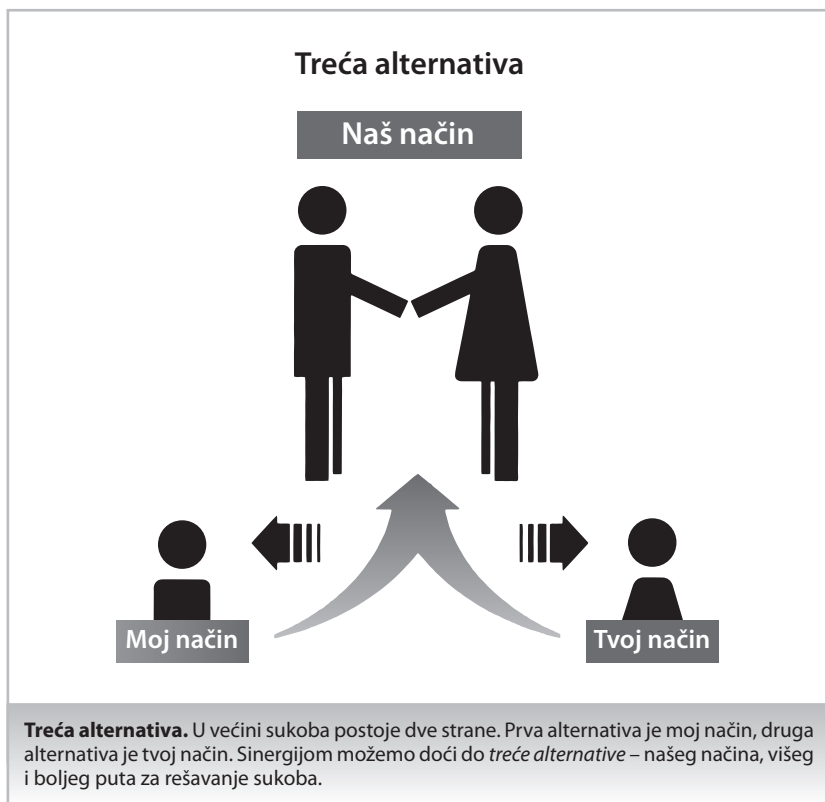 Treća alternativa
Naš način
Moj način
Tvoj način
Treća alternativa. U većini sukoba postoje dve strane. Prva alternativa je moj način, druga
alternativa je tvoj način. Sinergijom možemo doći do treće alternative – našeg načina, višeg
i boljeg puta za rešavanje sukoba.